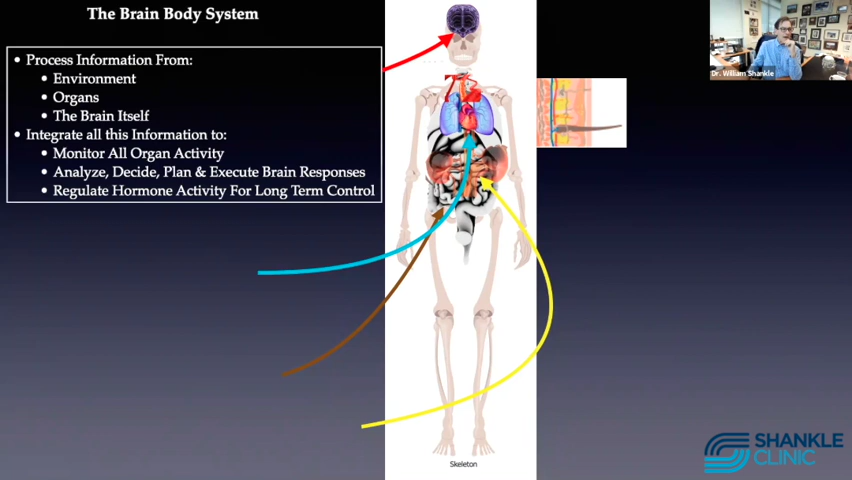 The Brain Body System
• Process Information From:
• Environment
• Organs
• The Brain Itself
• Integrate all this Information to:
• Monitor All Organ Activity
• Analyze, Decide, Plan & Execute Brain Responses
• Regulate Hormone Activity For Long Term Control
Dr. William Shankle
Skeleton
SHANKLE
CLINIC